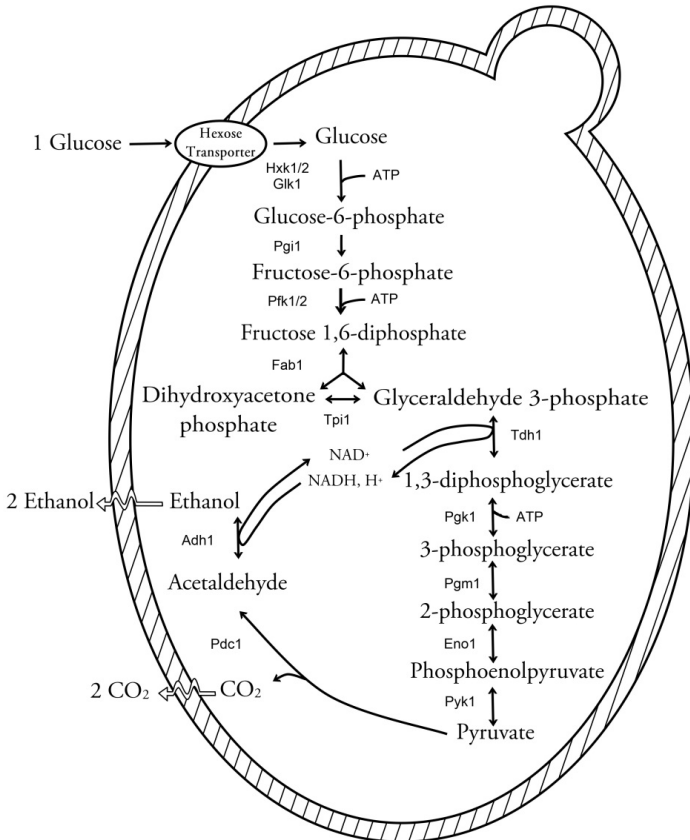 1 Glucose
Hexose
Transporter
Glucose
Hxk1/2
Glk1
ATP
Glucose-6-phosphate
Pgi1
Fructose-6-phosphate
Pfk1/2
ATP
Fructose 1,6-diphosphate
Fab1
Dihydroxyacetone
phosphate
Tpi1
Glyceraldehyde 3-phosphate
Tdh1
NAD+
NADH, H+
1,3-diphosphoglycerate
2 Ethanol
Ethanol
Pgk1
ATP
Adh1
3-phosphoglycerate
Acetaldehyde
Pgm1
2-phosphoglycerate
Pdc1
Eno1
Phosphoenolpyruvate
2 CO₂
CO₂
Pyk1
Pyruvate